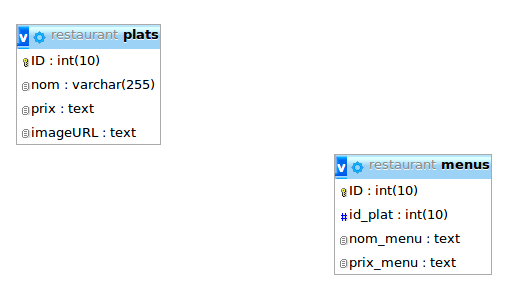 v restaurant plats
ID : int(10)
nom : varchar(255)
prix : text
imageURL : text
v restaurant menus
ID : int(10)
# id_plat : int(10)
nom_menu : text
prix_menu : text